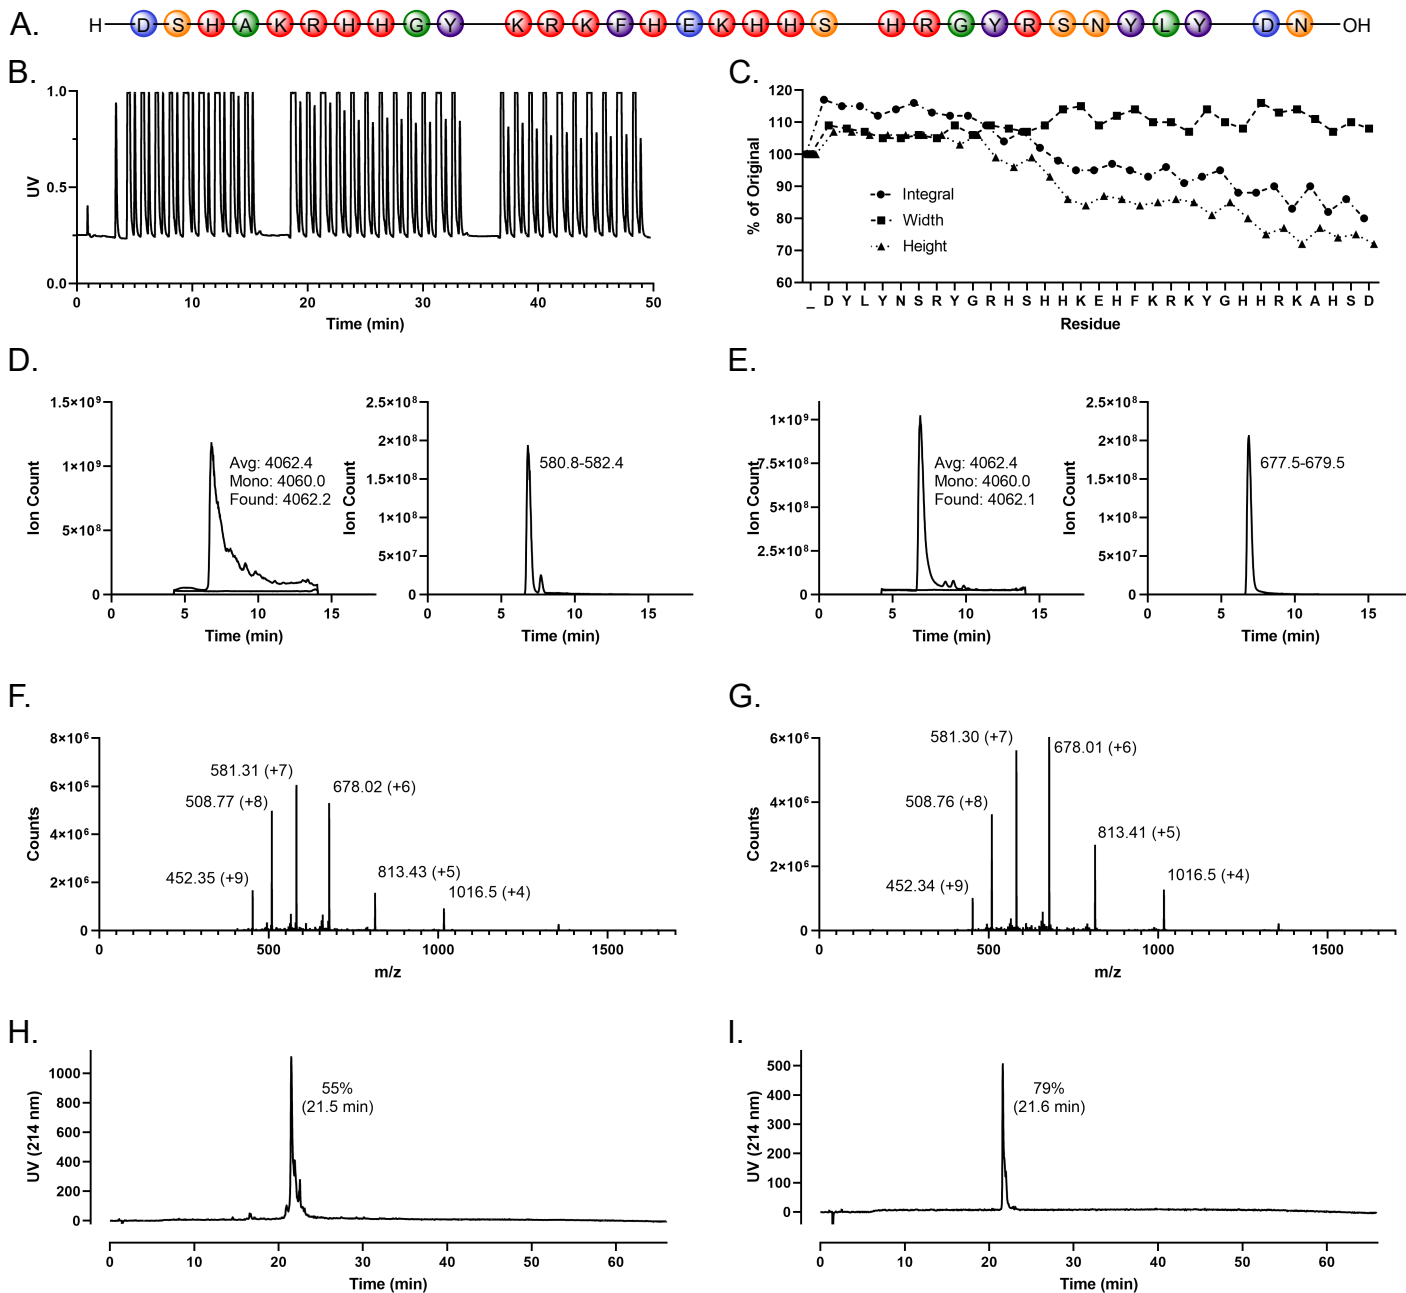 A.
H D S H A K R H H G Y K R K F H E K H H S H R G Y R S N Y L Y D N OH
B.
1.0
0.5
0.0
UV
0 10 20 30 40 50
Time (min)
C.
120
110
100
90
80
70
60
% of Original
Integral
Width
Height
_ D Y L Y N S R Y G R H S H H K E H F K R K Y G H H R K A H S D
Residue
D.
1.5×10⁹
1×10⁹
5×10⁸
0
Ion Count
Avg: 4062.4
Mono: 4060.0
Found: 4062.2
0 5 10 15
Time (min)
2.5×10⁸
2×10⁸
1.5×10⁸
1×10⁸
5×10⁷
0
Ion Count
580.8-582.4
0 5 10 15
Time (min)
E.
1×10⁹
7.5×10⁸
5×10⁸
2.5×10⁸
0
Ion Count
Avg: 4062.4
Mono: 4060.0
Found: 4062.1
0 5 10 15
Time (min)
2.5×10⁸
2×10⁸
1.5×10⁸
1×10⁸
5×10⁷
0
Ion Count
677.5-679.5
0 5 10 15
Time (min)
F.
8×10⁶
6×10⁶
4×10⁶
2×10⁶
0
Counts
581.31 (+7)
678.02 (+6)
508.77 (+8)
813.43 (+5)
452.35 (+9)
1016.5 (+4)
0 500 1000 1500
m/z
G.
6×10⁶
4×10⁶
2×10⁶
0
Counts
581.30 (+7)
678.01 (+6)
508.76 (+8)
813.41 (+5)
452.34 (+9)
1016.5 (+4)
0 500 1000 1500
m/z
H.
1000
800
600
400
200
0
UV (214 nm)
55%
(21.5 min)
0 10 20 30 40 50 60
Time (min)
I.
500
400
300
200
100
0
UV (214 nm)
79%
(21.6 min)
0 10 20 30 40 50 60
Time (min)